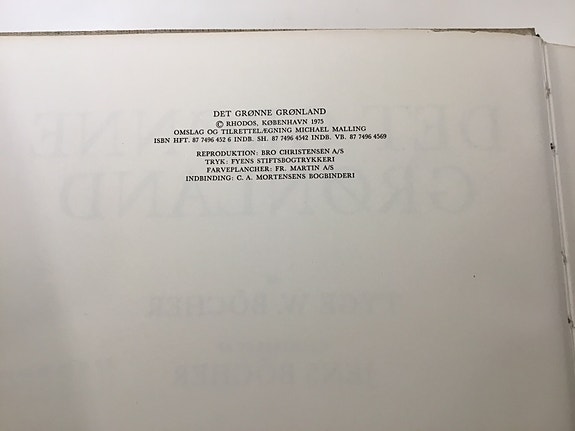 DET GRØNNE GRØNLAND
© RHODOS, KØBENHAVN 1975
OMSLAG OG TILRETTELÆGNING MICHAEL MALLING
ISBN HFT. 87 7496 452 6 INDB. SH. 87 7496 4542 INDB. VB. 87 7496 4569
REPRODUKTION: BRO CHRISTENSEN A/S
TRYK: FYENS STIFTSBOGTRYKKERI
FARVEPLANCHER: FR. MARTIN A/S
INDBINDING: C. A. MORTENSENS BOGBINDERI